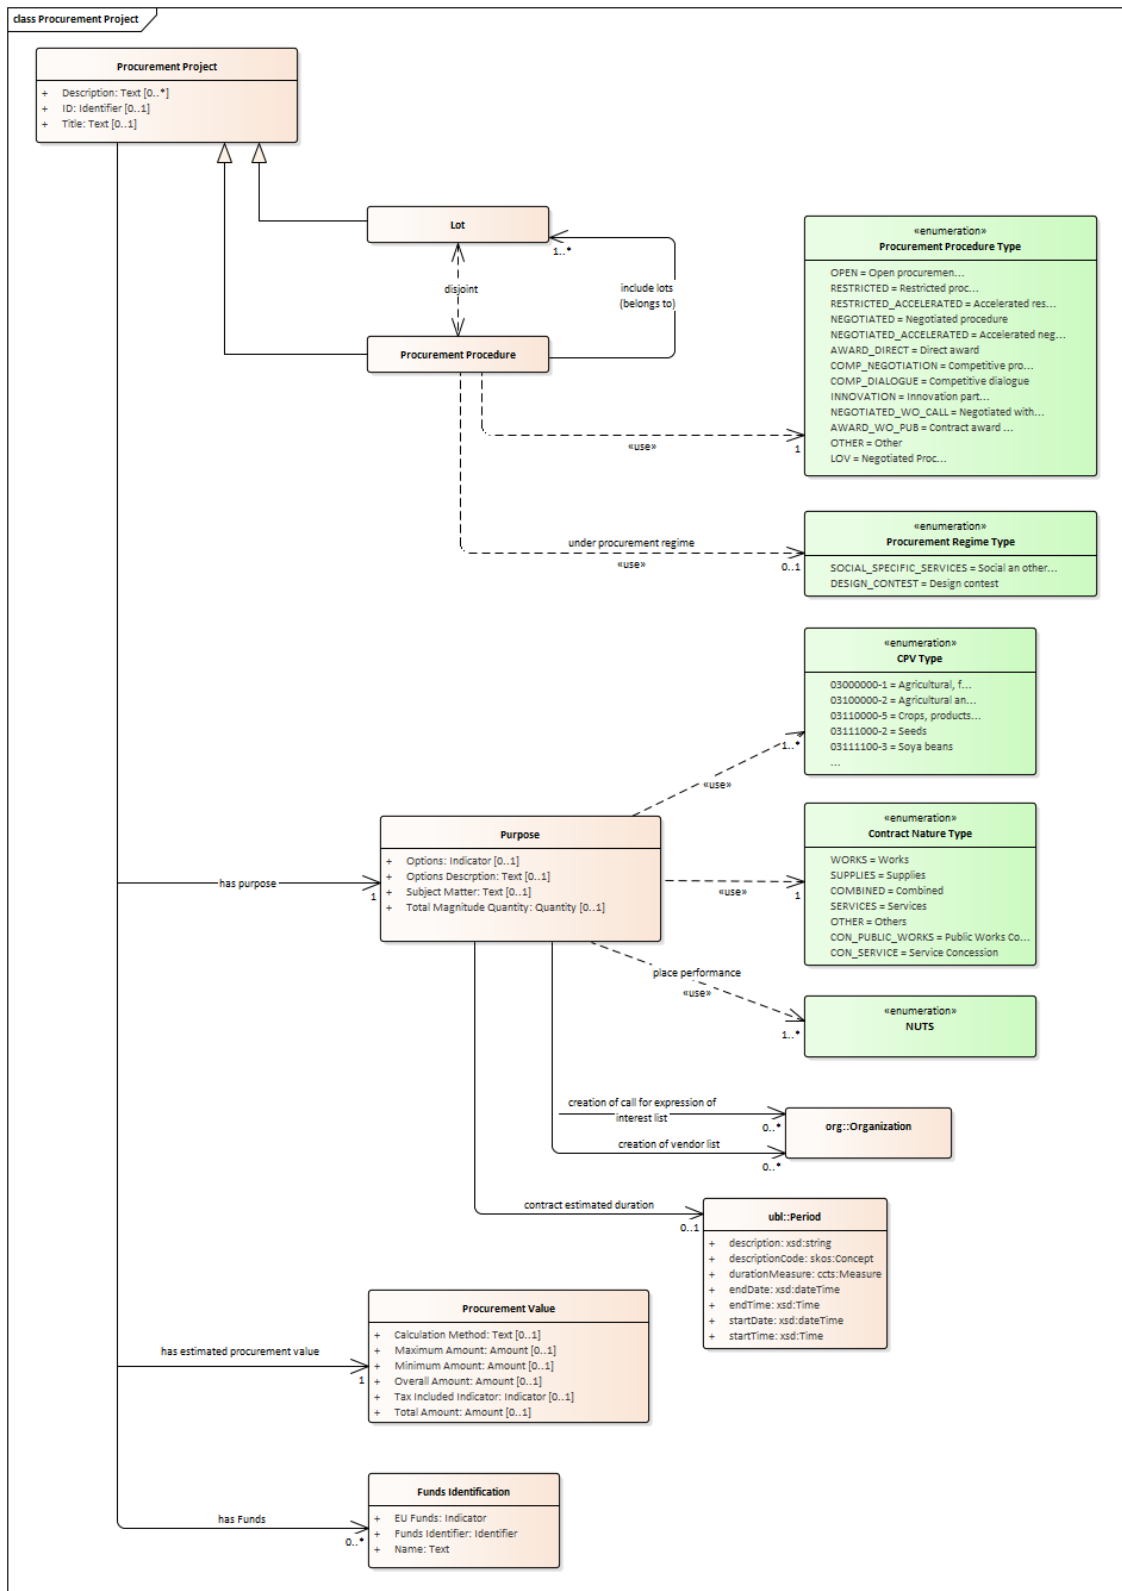 class Procurement Project
Procurement Project
+ Description: Text [0..*]
+ ID: Identifier [0..1]
+ Title: Text [0..1]
Lot
1..*
disjoint
include lots
(belongs to)
Procurement Procedure
«enumeration»
Procurement Procedure Type
OPEN = Open procuremen...
RESTRICTED = Restricted proc...
RESTRICTED_ACCELERATED = Accelerated res...
NEGOTIATED = Negotiated procedure
NEGOTIATED_ACCELERATED = Accelerated neg...
AWARD_DIRECT = Direct award
COMP_NEGOTIATION = Competitive pro...
COMP_DIALOGUE = Competitive dialogue
INNOVATION = Innovation part...
NEGOTIATED_WO_CALL = Negotiated with...
AWARD_WO_PUB = Contract award ...
OTHER = Other
LOV = Negotiated Proc...
«use»
1
«enumeration»
Procurement Regime Type
SOCIAL_SPECIFIC_SERVICES = Social an other...
DESIGN_CONTEST = Design contest
under procurement regime
«use»
0..1
«enumeration»
CPV Type
03000000-1 = Agricultural, f...
03100000-2 = Agricultural an...
03110000-5 = Crops, products...
03111000-2 = Seeds
03111100-3 = Soya beans
...
1..*
«use»
Purpose
+ Options: Indicator [0..1]
+ Options Descrption: Text [0..1]
+ Subject Matter: Text [0..1]
+ Total Magnitude Quantity: Quantity [0..1]
has purpose
1
«enumeration»
Contract Nature Type
WORKS = Works
SUPPLIES = Supplies
COMBINED = Combined
SERVICES = Services
OTHER = Others
CON_PUBLIC_WORKS = Public Works Co...
CON_SERVICE = Service Concession
«use»
1
place performance
«use»
1..*
«enumeration»
NUTS
creation of call for expression of
interest list
0..*
org::Organization
creation of vendor list
0..*
contract estimated duration
0..1
ubl::Period
+ description: xsd:string
+ descriptionCode: skos:Concept
+ durationMeasure: ccts:Measure
+ endDate: xsd:dateTime
+ endTime: xsd:Time
+ startDate: xsd:dateTime
+ startTime: xsd:Time
Procurement Value
+ Calculation Method: Text [0..1]
+ Maximum Amount: Amount [0..1]
+ Minimum Amount: Amount [0..1]
+ Overall Amount: Amount [0..1]
+ Tax Included Indicator: Indicator [0..1]
+ Total Amount: Amount [0..1]
has estimated procurement value
1
Funds Identification
+ EU Funds: Indicator
+ Funds Identifier: Identifier
+ Name: Text
has Funds
0..*